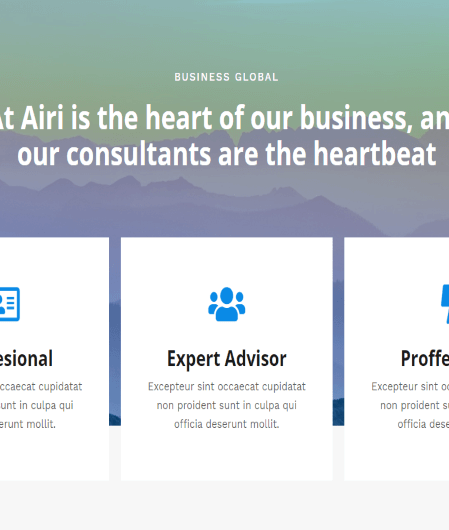 BUSINESS GLOBAL
At Airi is the heart of our business, an
our consultants are the heartbeat
esional
Expert Advisor
Proffe
ccaecat cupidatat
Excepteur sint occaecat cupidatat
Excepteur sint oc
unt in culpa qui
non proident sunt in culpa qui
non proident su
erunt mollit.
officia deserunt mollit.
officia dese